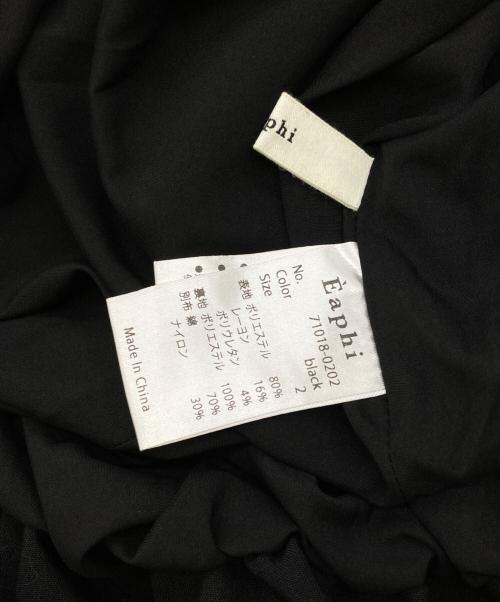 phi
Èaphi
No. 71018-0202
Color black
Size 2
表地 ポリエステル 80%
レーヨン 16%
ポリウレタン 4%
裏地 ポリエステル 100%
別布 綿 70%
ナイロン 30%
Made In China